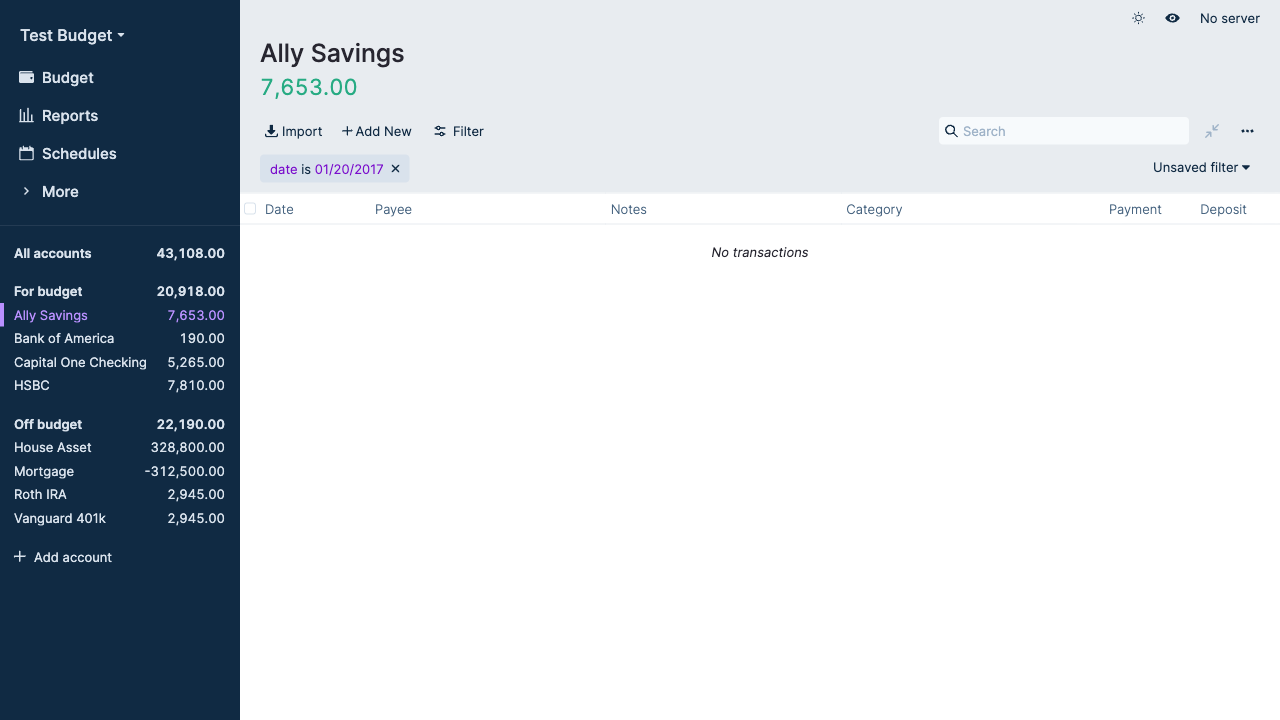 Test Budget
Budget
Reports
Schedules
More
All accounts 43,108.00
For budget 20,918.00
Ally Savings 7,653.00
Bank of America 190.00
Capital One Checking 5,265.00
HSBC 7,810.00
Off budget 22,190.00
House Asset 328,800.00
Mortgage -312,500.00
Roth IRA 2,945.00
Vanguard 401k 2,945.00
Add account
No server
Ally Savings
7,653.00
Import Add New Filter Search
date is 01/20/2017 Unsaved filter
Date Payee Notes Category Payment Deposit
No transactions